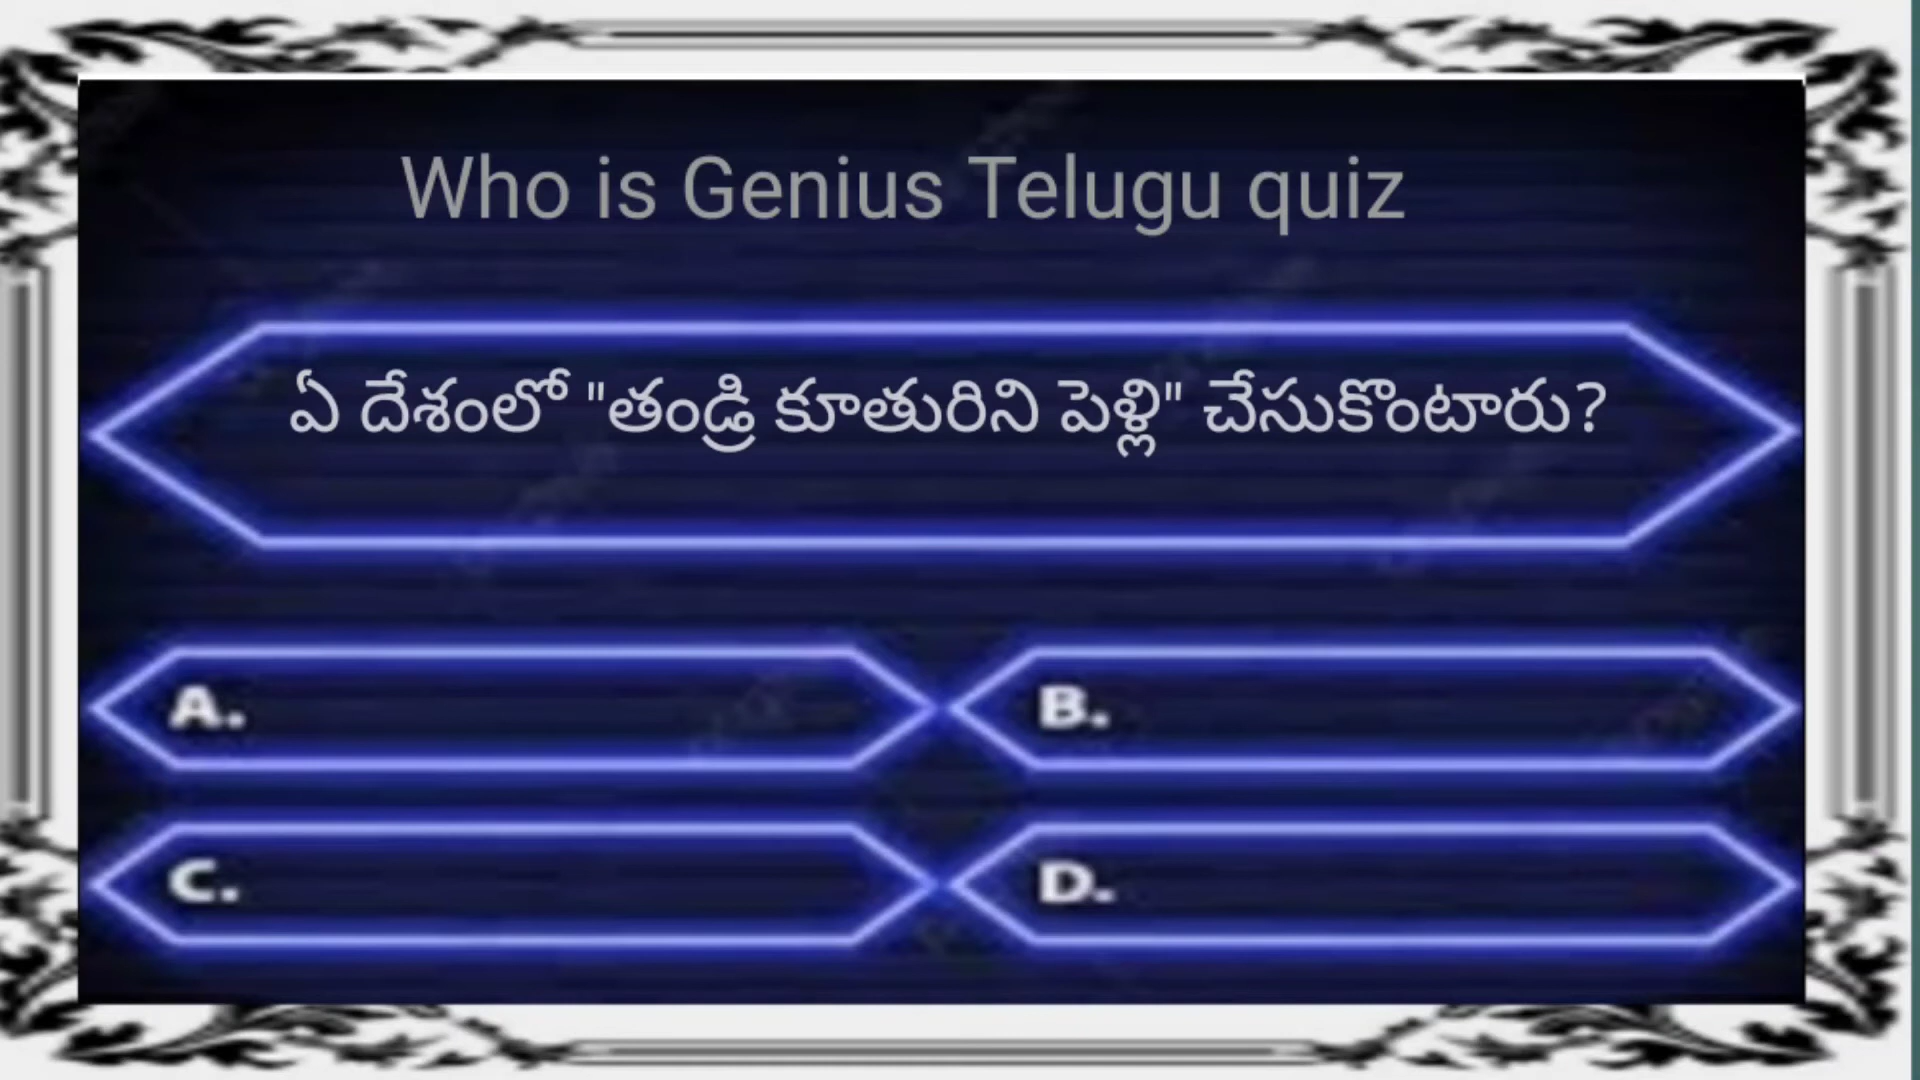 Who is Genius Telugu quiz
ఏ దేశంలో "తండ్రి కూతురిని పెళ్లి" చేసుకొంటారు?
A.
B.
C.
D.